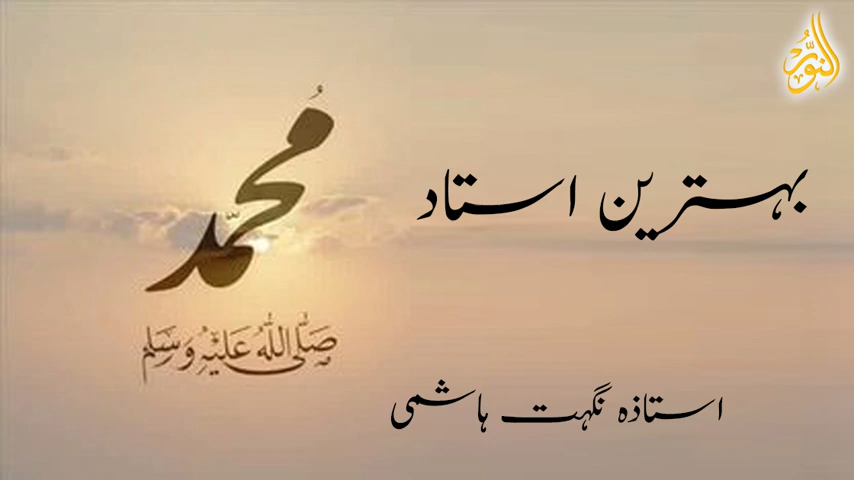 النور
بہترین استاد
محمد
صلى الله عليه وسلم
استاذہ نگہت ہاشمی